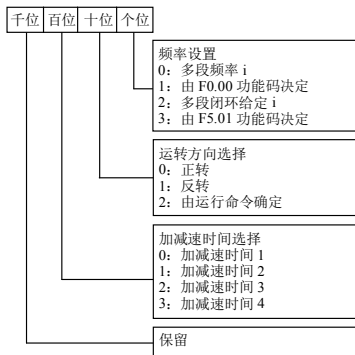 千位 百位 十位 个位
频率设置
0：多段频率 i
1：由 F0.00 功能码决定
2：多段闭环给定 i
3：由 F5.01 功能码决定
运转方向选择
0：正转
1：反转
2：由运行命令确定
加减速时间选择
0：加减速时间 1
1：加减速时间 2
2：加减速时间 3
3：加减速时间 4
保留